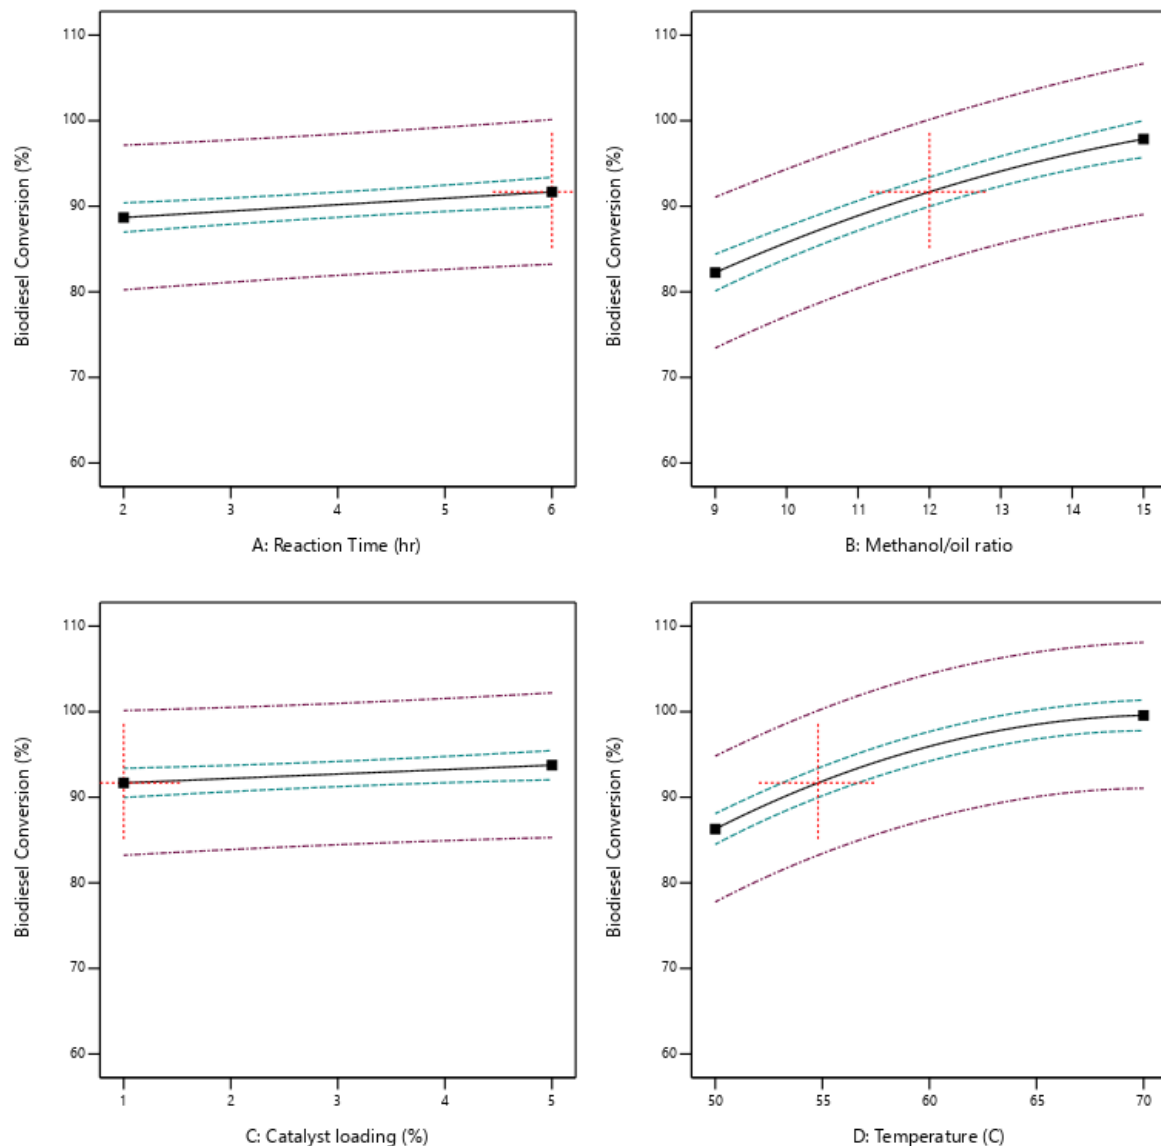 110
100
90
80
70
60
Biodiesel Conversion (%)
2 3 4 5 6
A: Reaction Time (hr)
110
100
90
80
70
60
Biodiesel Conversion (%)
9 10 11 12 13 14 15
B: Methanol/oil ratio
110
100
90
80
70
60
Biodiesel Conversion (%)
1 2 3 4 5
C: Catalyst loading (%)
110
100
90
80
70
60
Biodiesel Conversion (%)
50 55 60 65 70
D: Temperature (C)